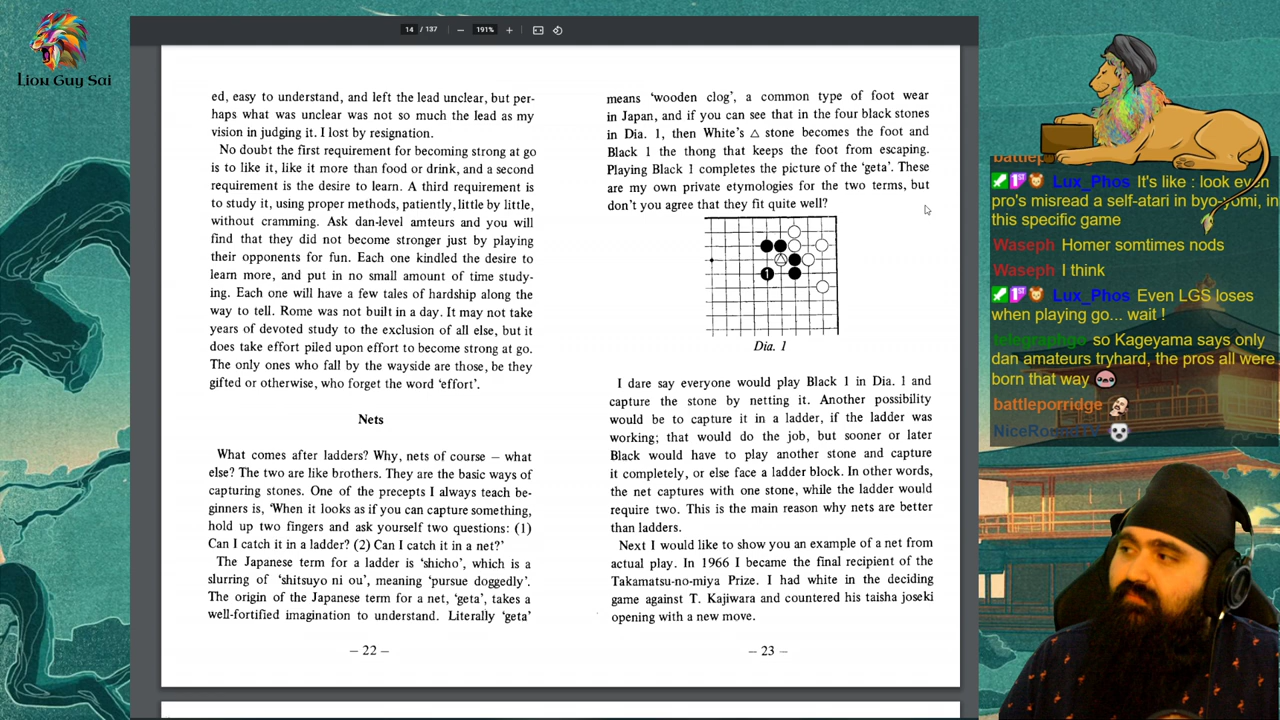 Lion Guy Sai
14 / 137
191%
ed, easy to understand, and left the lead unclear, but per-
haps what was unclear was not so much the lead as my
vision in judging it. I lost by resignation.
No doubt the first requirement for becoming strong at go
is to like it, like it more than food or drink, and a second
requirement is the desire to learn. A third requirement is
to study it, using proper methods, patiently, little by little,
without cramming. Ask dan-level amteurs and you will
find that they did not become stronger just by playing
their opponents for fun. Each one kindled the desire to
learn more, and put in no small amount of time study-
ing. Each one will have a few tales of hardship along the
way to tell. Rome was not built in a day. It may not take
years of devoted study to the exclusion of all else, but it
does take effort piled upon effort to become strong at go.
The only ones who fall by the wayside are those, be they
gifted or otherwise, who forget the word 'effort'.
Nets
What comes after ladders? Why, nets of course — what
else? The two are like brothers. They are the basic ways of
capturing stones. One of the precepts I always teach be-
ginners is, 'When it looks as if you can capture something,
hold up two fingers and ask yourself two questions: (1)
Can I catch it in a ladder? (2) Can I catch it in a net?'
The Japanese term for a ladder is 'shicho', which is a
slurring of 'shitsuyo ni ou', meaning 'pursue doggedly'.
The origin of the Japanese term for a net, 'geta', takes a
well-fortified imagination to understand. Literally 'geta'
— 22 —
means 'wooden clog', a common type of foot wear
in Japan, and if you can see that in the four black stones
in Dia. 1, then White's △ stone becomes the foot and
Black 1 the thong that keeps the foot from escaping.
Playing Black 1 completes the picture of the 'geta'. These
are my own private etymologies for the two terms, but
don't you agree that they fit quite well?
1
Dia. 1
I dare say everyone would play Black 1 in Dia. 1 and
capture the stone by netting it. Another possibility
would be to capture it in a ladder, if the ladder was
working; that would do the job, but sooner or later
Black would have to play another stone and capture
it completely, or else face a ladder block. In other words,
the net captures with one stone, while the ladder would
require two. This is the main reason why nets are better
than ladders.
Next I would like to show you an example of a net from
actual play. In 1966 I became the final recipient of the
Takamatsu-no-miya Prize. I had white in the deciding
game against T. Kajiwara and countered his taisha joseki
opening with a new move.
— 23 —
Lux_Phos It's like : look even
pro's misread a self-atari in byo-yomi, in
this specific game
Waseph Homer somtimes nods
Waseph I think
Lux_Phos Even LGS loses
when playing go... wait !
telegraphgo so Kageyama says only
dan amateurs tryhard, the pros all were
born that way
battleporridge